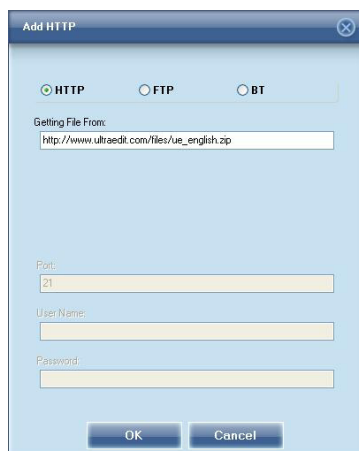 Add HTTP
HTTP FTP BT
Getting File From:
http://www.ultraedit.com/files/ue_english.zip
Port:
21
User Name:
Password:
OK Cancel